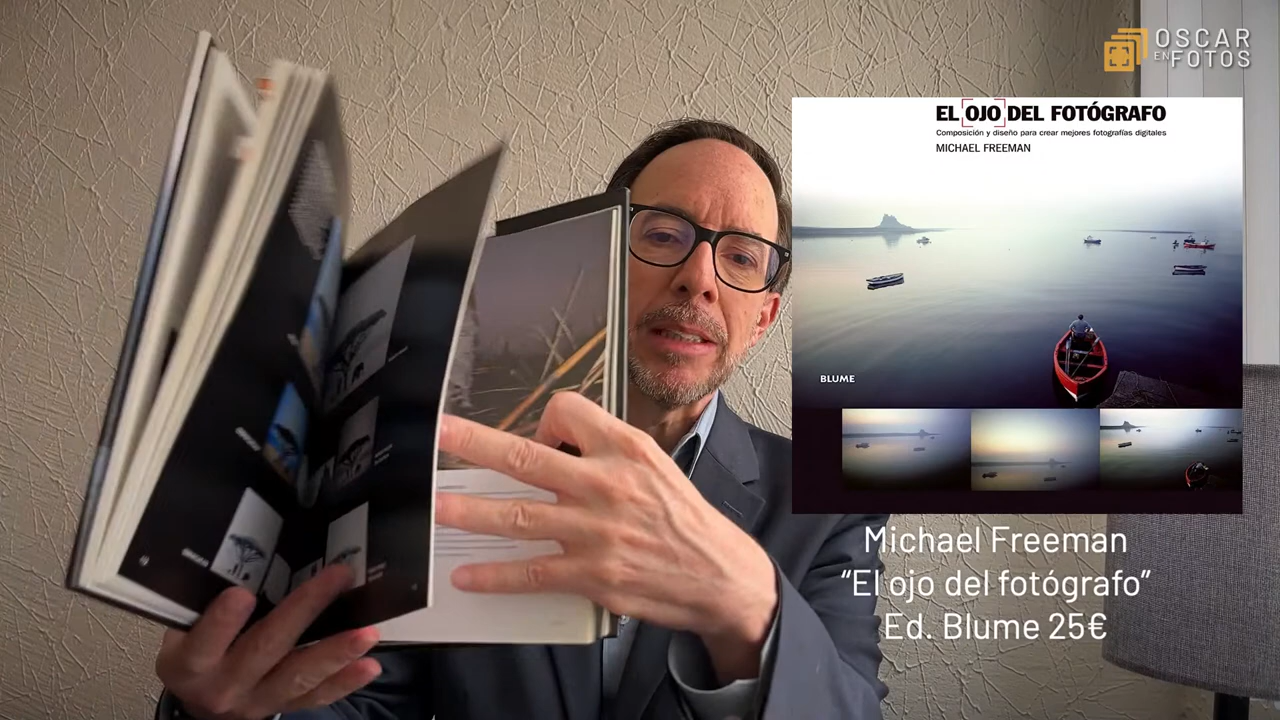 OSCAR
EN FOTOS
EL OJO DEL FOTÓGRAFO
Composición y diseño para crear mejores fotografías digitales
MICHAEL FREEMAN
BLUME
Michael Freeman
“El ojo del fotógrafo”
Ed. Blume 25€